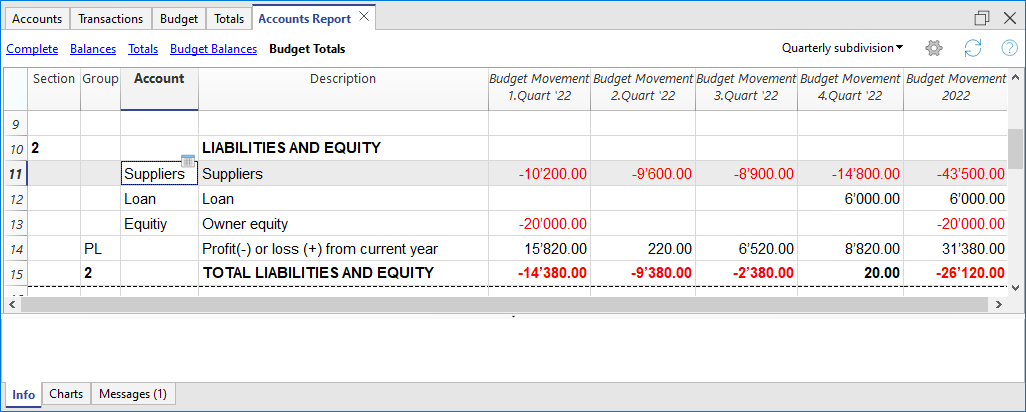 Accounts Transactions Budget Totals Accounts Report
Complete Balances Totals Budget Balances Budget Totals Quarterly subdivision
Section Group Account Description Budget Movement Budget Movement Budget Movement Budget Movement Budget Movement
1.Quart '22 2.Quart '22 3.Quart '22 4.Quart '22 2022
9
10 2 LIABILITIES AND EQUITY
11 Suppliers Suppliers -10’200.00 -9’600.00 -8’900.00 -14’800.00 -43’500.00
12 Loan Loan 6’000.00 6’000.00
13 Equitiy Owner equity -20’000.00 -20’000.00
14 PL Profit(-) or loss (+) from current year 15’820.00 220.00 6’520.00 8’820.00 31’380.00
15 2 TOTAL LIABILITIES AND EQUITY -14’380.00 -9’380.00 -2’380.00 20.00 -26’120.00
Info Charts Messages (1)